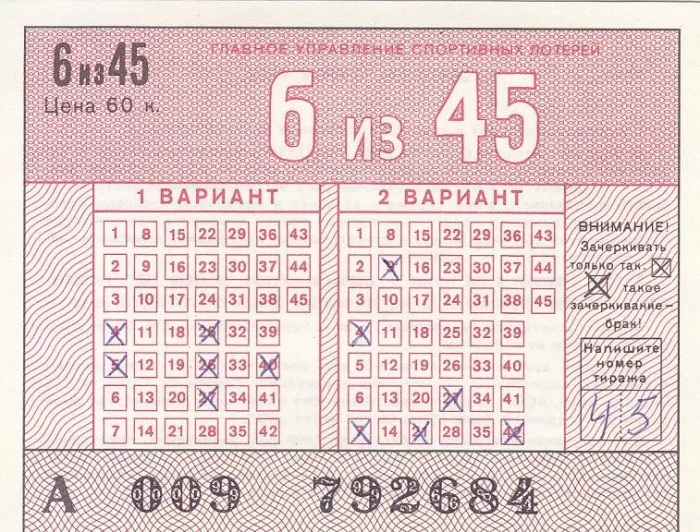 ГЛАВНОЕ УПРАВЛЕНИЕ СПОРТИВНЫХ ЛОТЕРЕЙ
6 из 45
Цена 60 к.
6 ИЗ 45
1 ВАРИАНТ
1 8 15 22 29 36 43
2 9 16 23 30 37 44
3 10 17 24 31 38 45
4 11 18 25 32 39
5 12 19 26 33 40
6 13 20 27 34 41
7 14 21 28 35 42
2 ВАРИАНТ
1 8 15 22 29 36 43
2 9 16 23 30 37 44
3 10 17 24 31 38 45
4 11 18 25 32 39
5 12 19 26 33 40
6 13 20 27 34 41
7 14 21 28 35 42
ВНИМАНИЕ!
Зачеркивать
только так
такое
зачеркивание–
брак!
Напишите
номер
тиража
45
А 009 792684